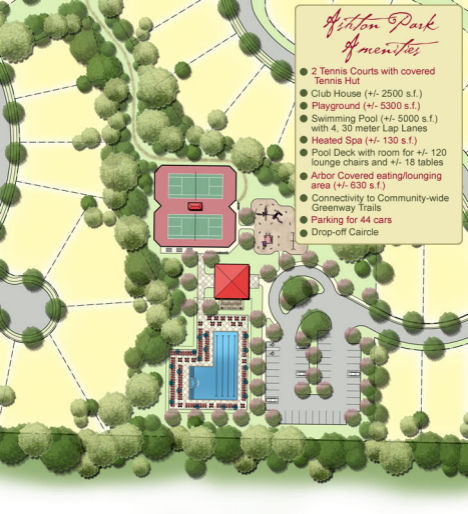 Ashton Park
Amenities
2 Tennis Courts with covered
Tennis Hut
Club House (+/- 2500 s.f.)
Playground (+/- 5300 s.f.)
Swimming Pool (+/- 5000 s.f.)
with 4, 30 meter Lap Lanes
Heated Spa (+/- 130 s.f.)
Pool Deck with room for +/- 120
lounge chairs and +/- 18 tables
Arbor Covered eating/lounging
area (+/- 630 s.f.)
Connectivity to Community-wide
Greenway Trails
Parking for 44 cars
Drop-off Caircle